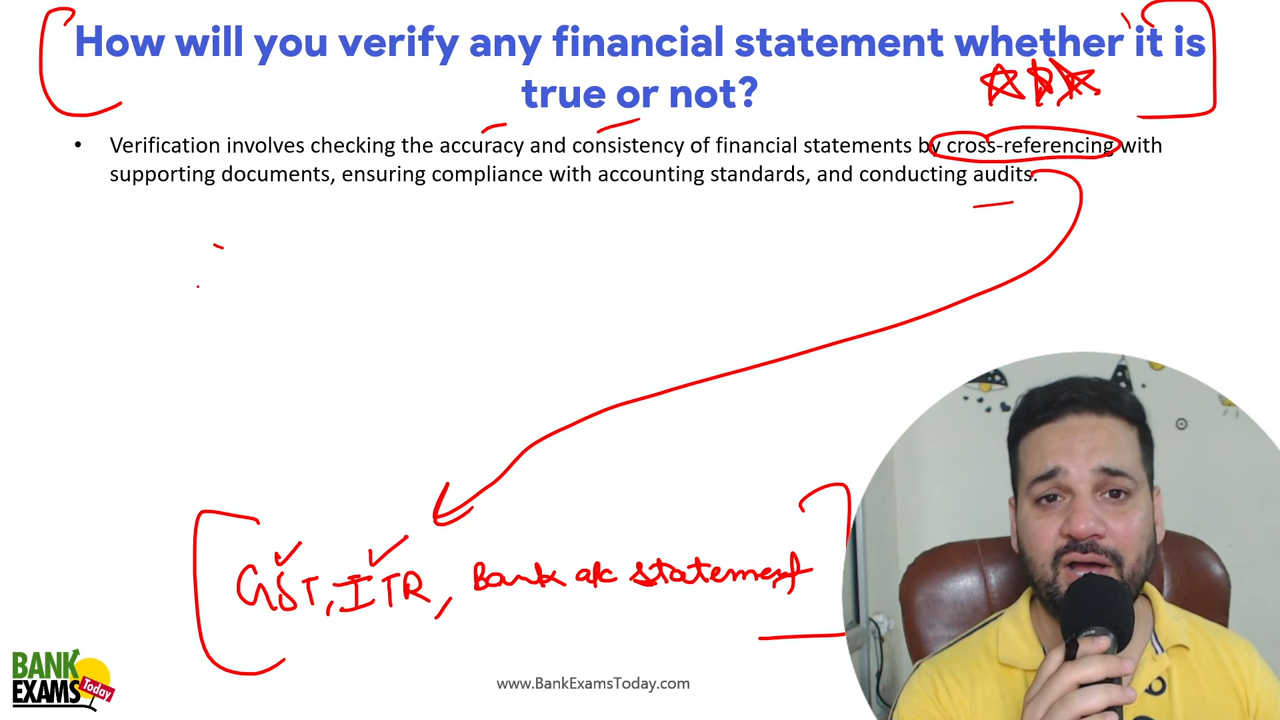 How will you verify any financial statement whether it is
true or not?
• Verification involves checking the accuracy and consistency of financial statements by cross-referencing with
supporting documents, ensuring compliance with accounting standards, and conducting audits.
GST, ITR, Bank a/c statement
BANK
EXAMS Today
www.BankExamsToday.com